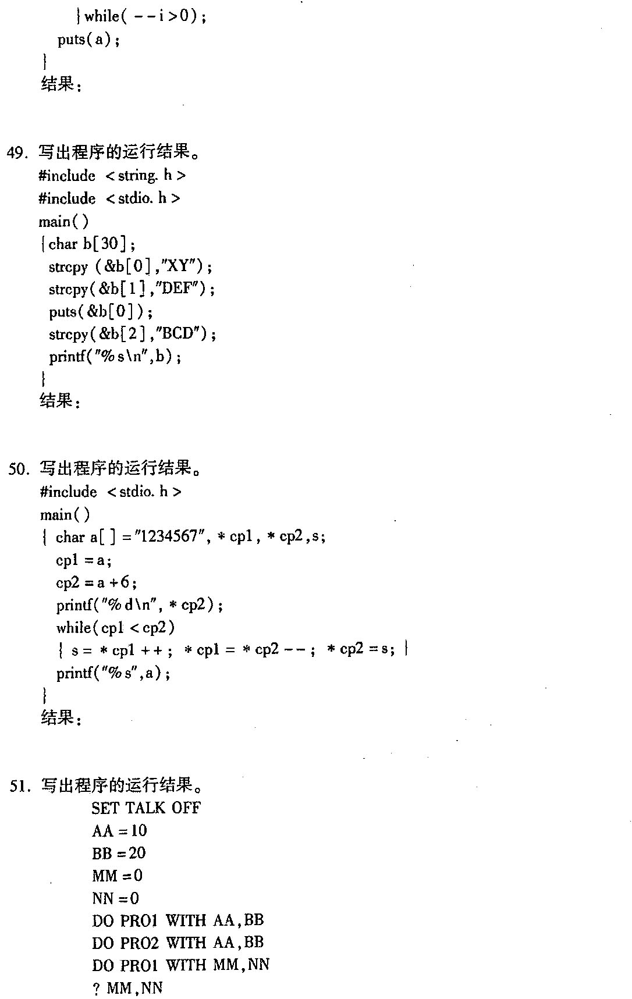 }while( --i>0);
puts(a);
}
结果:
49. 写出程序的运行结果。
#include <string. h>
#include <stdio. h>
main()
{char b[30];
strcpy (&b[0],"XY");
strcpy(&b[1],"DEF");
puts(&b[0]);
strcpy(&b[2],"BCD");
printf("%s\n",b);
}
结果:
50. 写出程序的运行结果。
#include <stdio. h>
main()
{ char a[ ]="1234567", *cp1, *cp2,s;
cp1=a;
cp2=a+6;
printf("%d\n", *cp2);
while(cp1<cp2)
{ s= *cp1++; *cp1= *cp2--; *cp2=s; }
printf("%s",a);
}
结果:
51. 写出程序的运行结果。
SET TALK OFF
AA=10
BB=20
MM=0
NN=0
DO PRO1 WITH AA,BB
DO PRO2 WITH AA,BB
DO PRO1 WITH MM,NN
? MM,NN